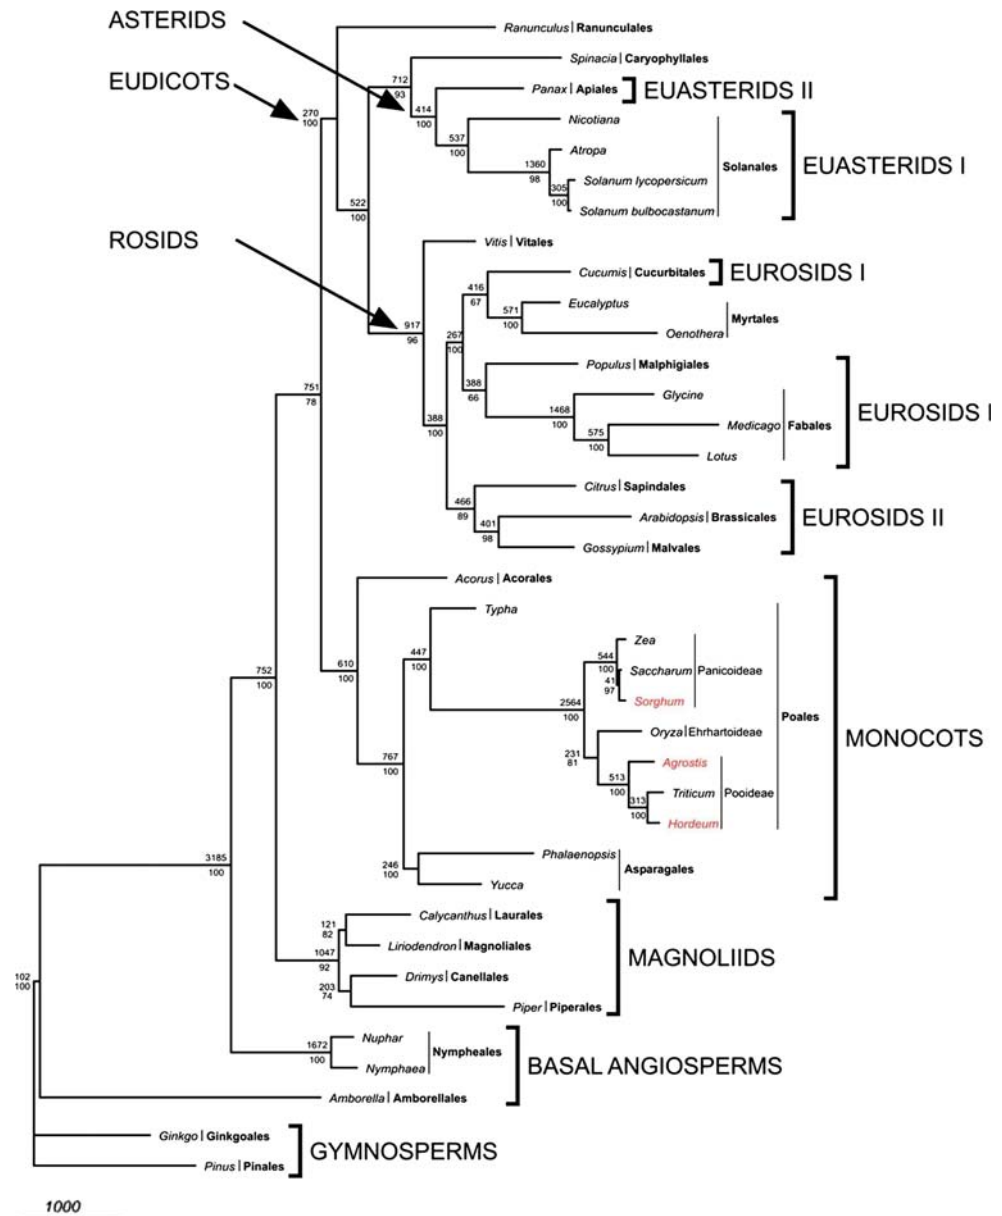 ASTERIDS
Ranunculus | Ranunculales
EUDICOTS
Spinacia | Caryophyllales
712
93
Panax | Apiales
EUASTERIDS II
270
100
414
100
Nicotiana
537
100
Atropa
1360
98
Solanales
EUASTERIDS I
305
100
Solanum lycopersicum
Solanum bulbocastanum
522
100
ROSIDS
Vitis | Vitales
Cucumis | Cucurbitales
EUROSIDS I
416
67
Eucalyptus
571
100
Myrtales
917
96
267
100
Oenothera
Populus | Malphigiales
388
66
751
78
Glycine
1468
100
EUROSIDS I
388
100
Medicago
Fabales
575
100
Lotus
Citrus | Sapindales
466
89
Arabidopsis | Brassicales
EUROSIDS II
401
98
Gossypium | Malvales
Acorus | Acorales
Typha
Zea
447
100
544
100
Saccharum
Panicoideae
752
100
610
100
41
97
Sorghum
2564
100
Poales
Oryza | Ehrhartoideae
MONOCOTS
231
81
767
100
Agrostis
513
100
Triticum
Pooideae
313
100
Hordeum
Phalaenopsis
3185
100
246
100
Asparagales
Yucca
Calycanthus | Laurales
121
82
Liriodendron | Magnoliales
1047
92
MAGNOLIIDS
Drimys | Canellales
102
100
203
74
Piper | Piperales
Nuphar
1672
100
Nympheales
Nymphaea
BASAL ANGIOSPERMS
Amborella | Amborellales
Ginkgo | Ginkgoales
GYMNOSPERMS
Pinus | Pinales
1000